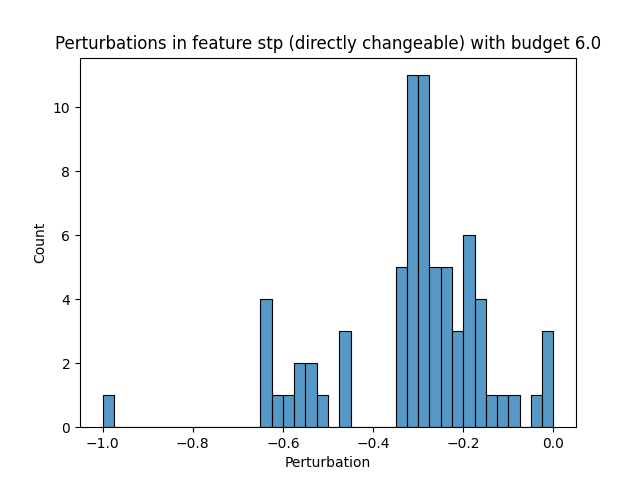 Perturbations in feature stp (directly changeable) with budget 6.0
Count
10
8
6
4
2
0
−1.0 −0.8 −0.6 −0.4 −0.2 0.0
Perturbation